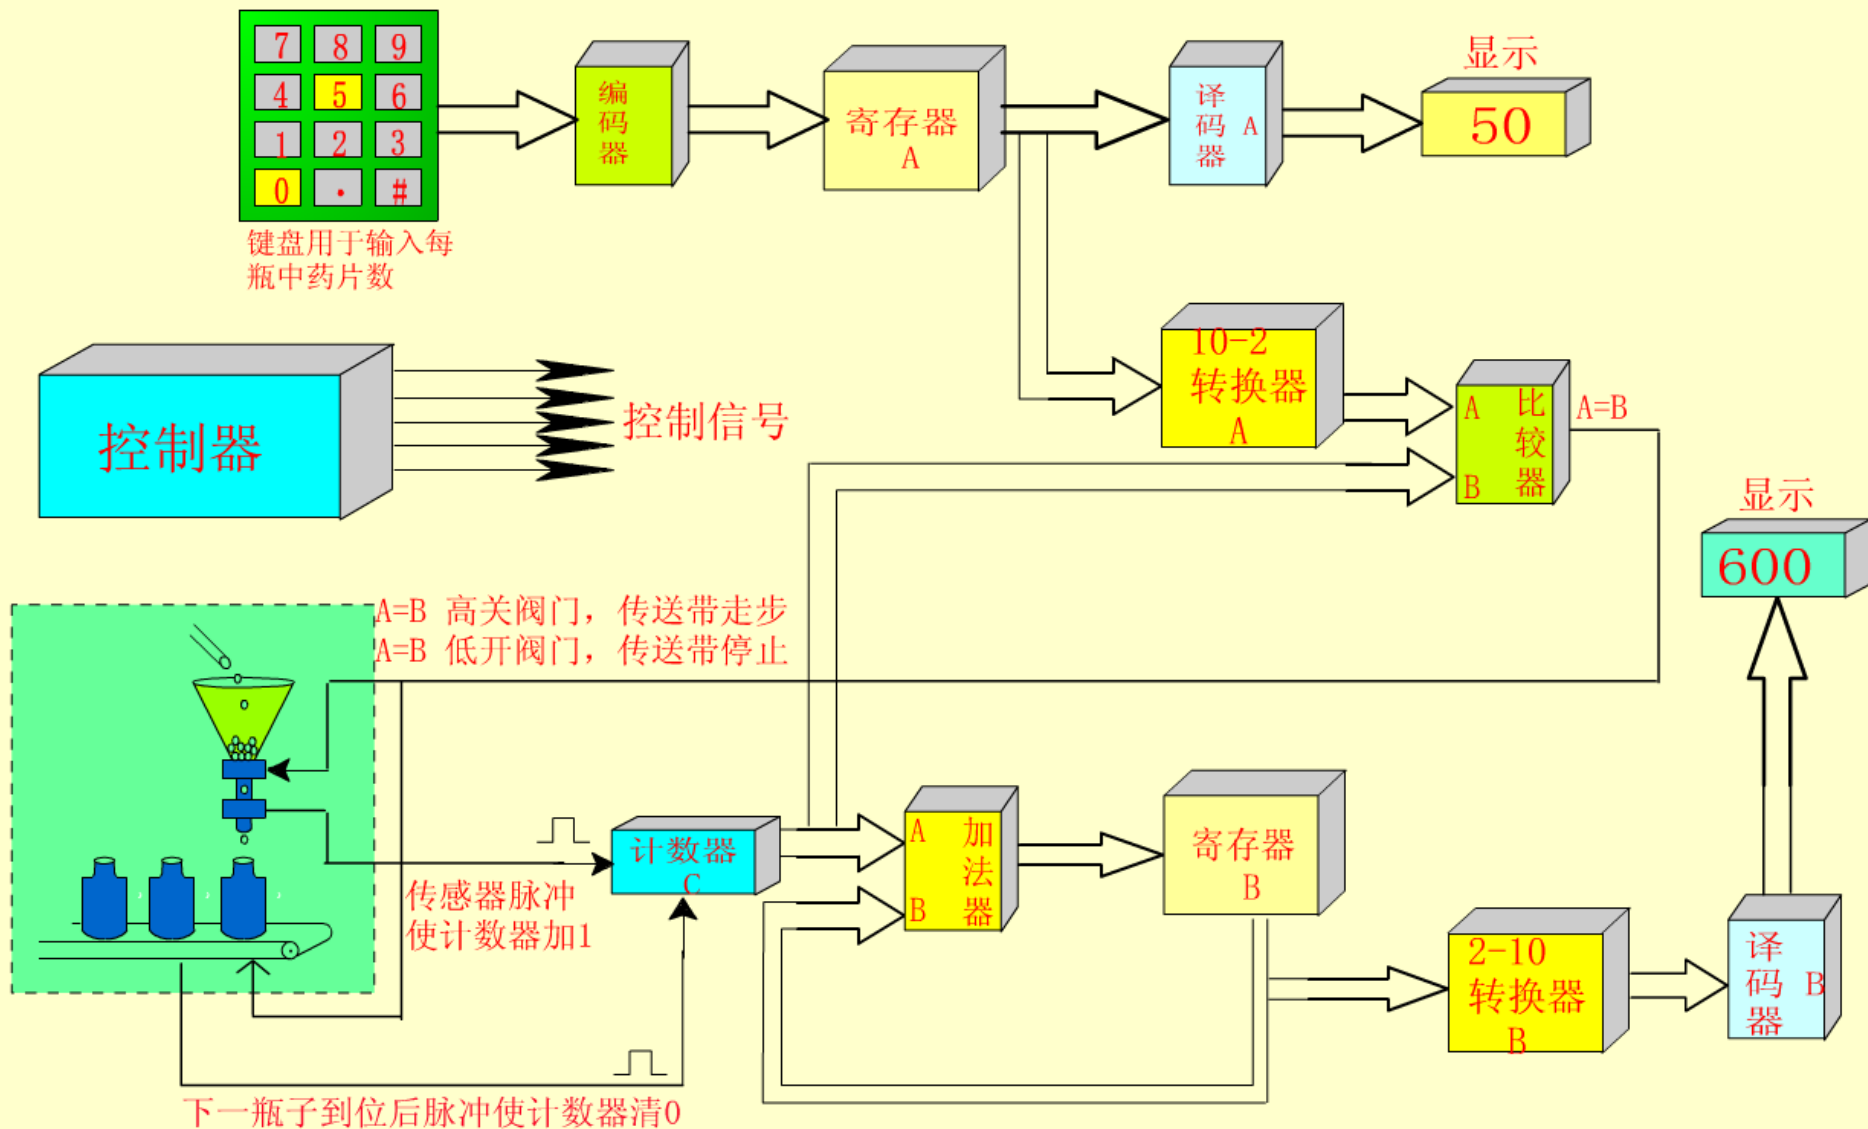 7 8 9
4 5 6
1 2 3
0 · #
键盘用于输入每
瓶中药片数
编码器
寄存器
A
译码器 A
显示
50
10-2
转换器
A
A
B
比较器
A=B
控制器
控制信号
显示
600
A=B 高关阀门，传送带走步
A=B 低开阀门，传送带停止
传感器脉冲
使计数器加1
计数器
C
A
B
加法器
寄存器
B
2-10
转换器
B
译码器 B
下一瓶子到位后脉冲使计数器清0